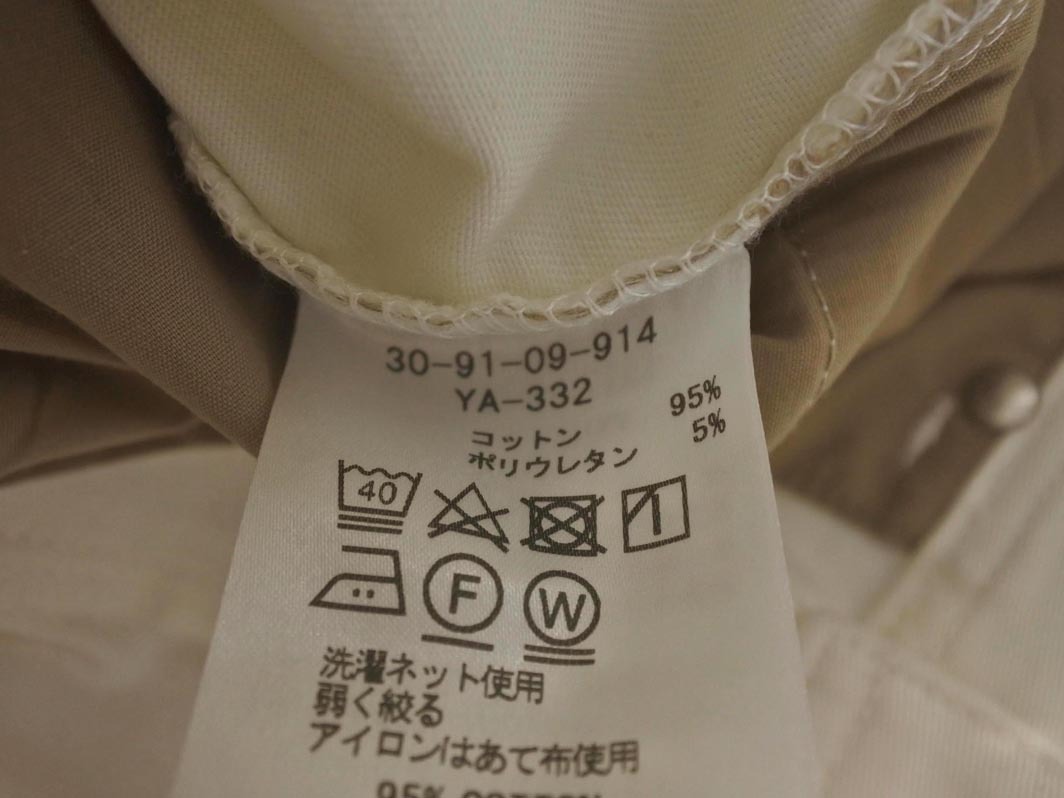 30-91-09-914
YA-332
コットン 95%
ポリウレタン 5%
40
F W
洗濯ネット使用
弱く絞る
アイロンはあて布使用
95% COTTON